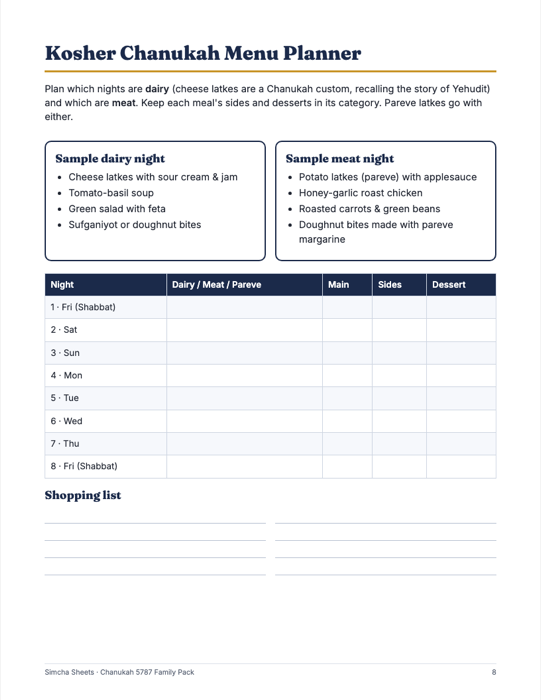 Kosher Chanukah Menu Planner
Plan which nights are dairy (cheese latkes are a Chanukah custom, recalling the story of Yehudit)
and which are meat. Keep each meal's sides and desserts in its category. Pareve latkes go with
either.
Sample dairy night
• Cheese latkes with sour cream & jam
• Tomato-basil soup
• Green salad with feta
• Sufganiyot or doughnut bites
Sample meat night
• Potato latkes (pareve) with applesauce
• Honey-garlic roast chicken
• Roasted carrots & green beans
• Doughnut bites made with pareve
margarine
Night Dairy / Meat / Pareve Main Sides Dessert
1 · Fri (Shabbat)
2 · Sat
3 · Sun
4 · Mon
5 · Tue
6 · Wed
7 · Thu
8 · Fri (Shabbat)
Shopping list
Simcha Sheets · Chanukah 5787 Family Pack 8